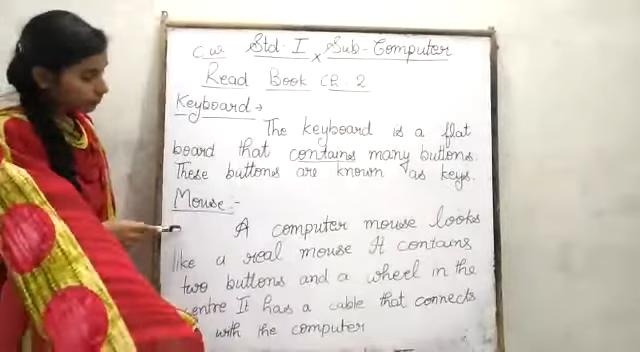 C.W Std-I x Sub-Computer
Read Book CR. 2
Keyboard →
The keyboard is a flat
board that contains many buttons.
These buttons are known as keys.
Mouse:-
A computer mouse looks
like a real mouse It contains
two buttons and a wheel in the
centre It has a cable that connects
with the computer